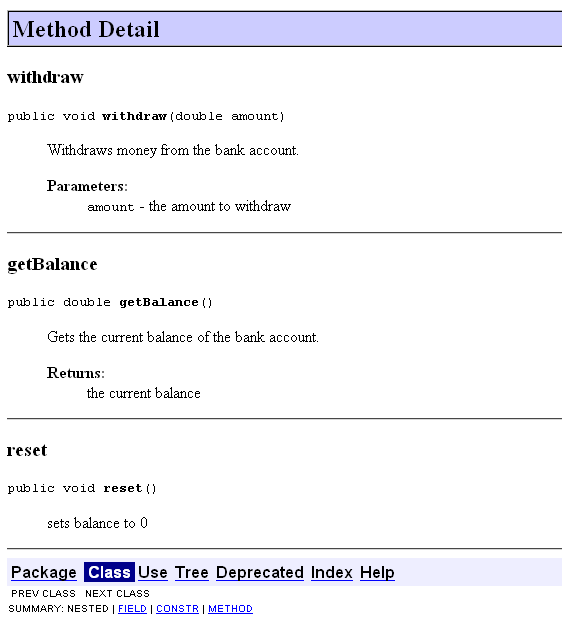 Method Detail
withdraw
public void withdraw(double amount)
Withdraws money from the bank account.
Parameters:
amount - the amount to withdraw
getBalance
public double getBalance()
Gets the current balance of the bank account.
Returns:
the current balance
reset
public void reset()
sets balance to 0
Package Class Use Tree Deprecated Index Help
PREV CLASS NEXT CLASS
SUMMARY: NESTED | FIELD | CONSTR | METHOD